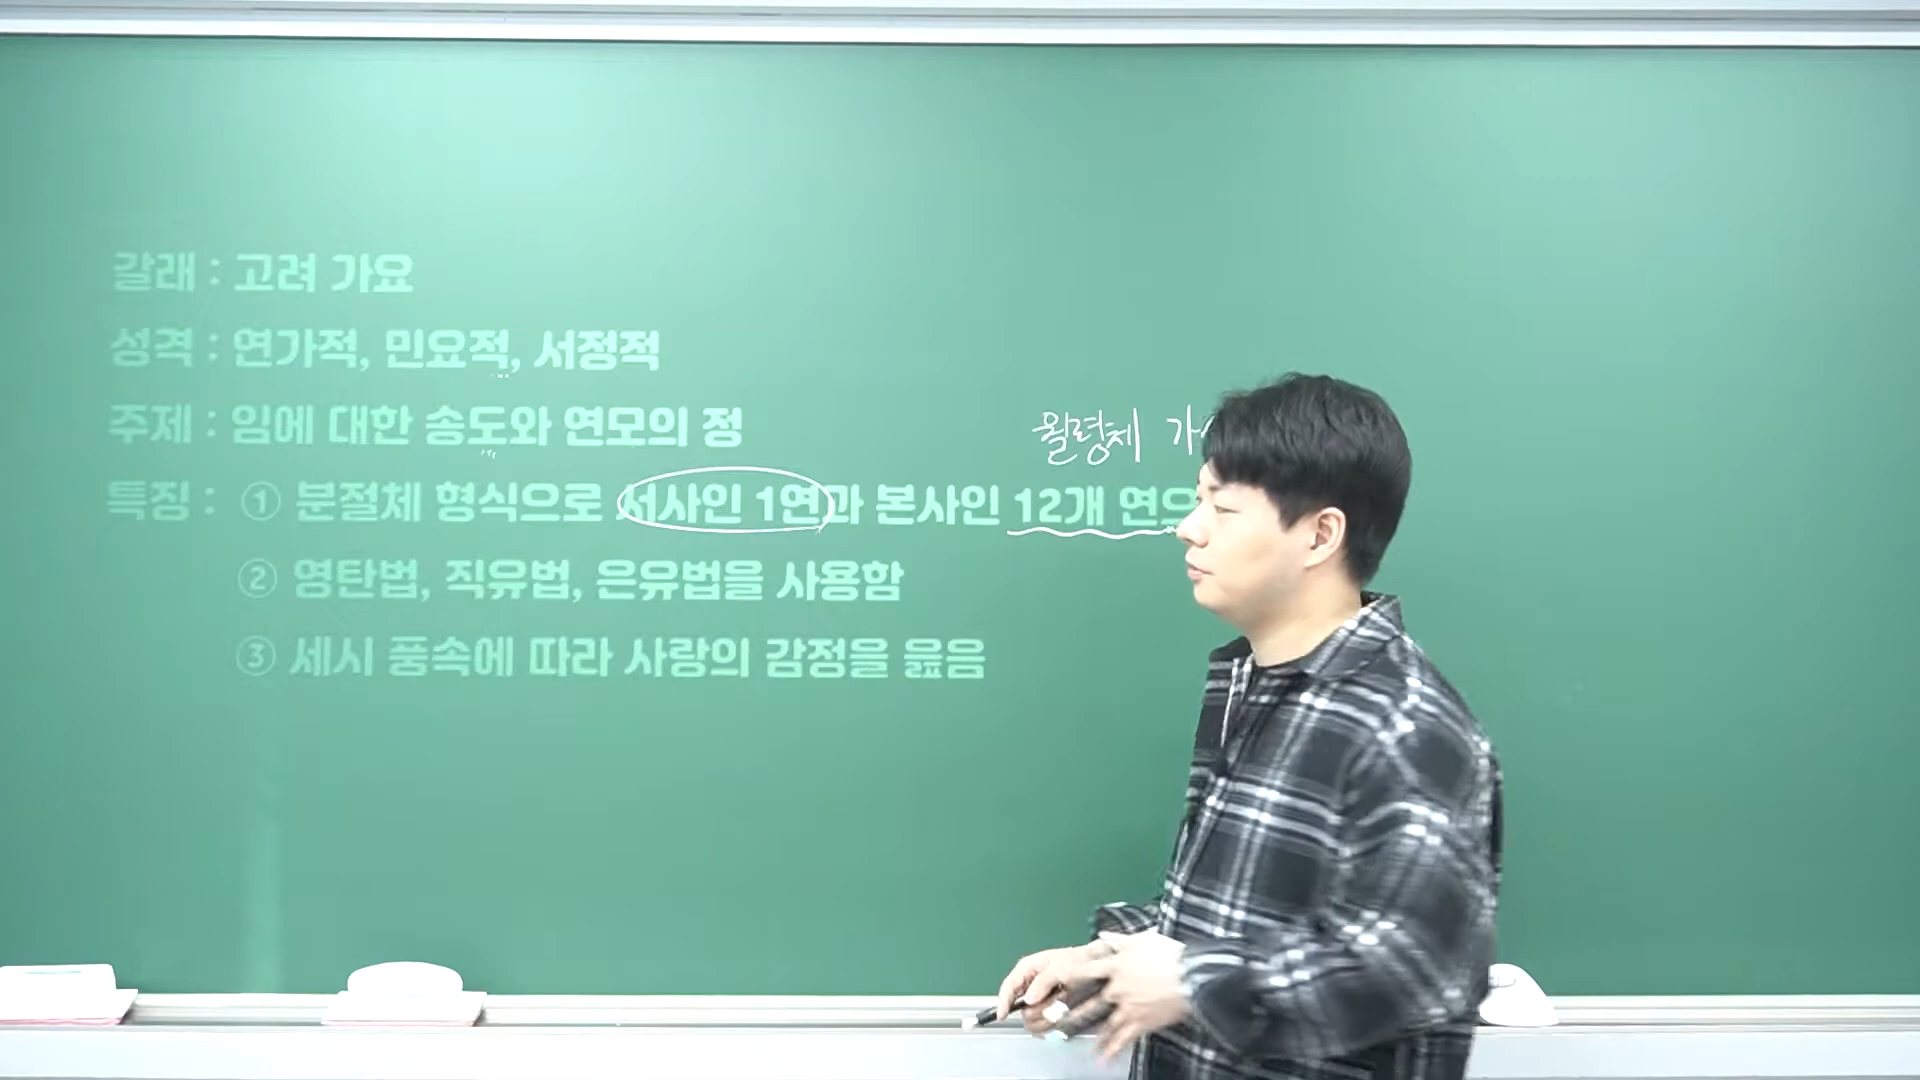 갈래 : 고려 가요
성격 : 연가적, 민요적, 서정적
주제 : 임에 대한 송도와 연모의 정
월령체
특징 : ① 분절체 형식으로 서사인 1연과 본사인 12개 연으
② 영탄법, 직유법, 은유법을 사용함
③ 세시 풍속에 따라 사랑의 감정을 읊음